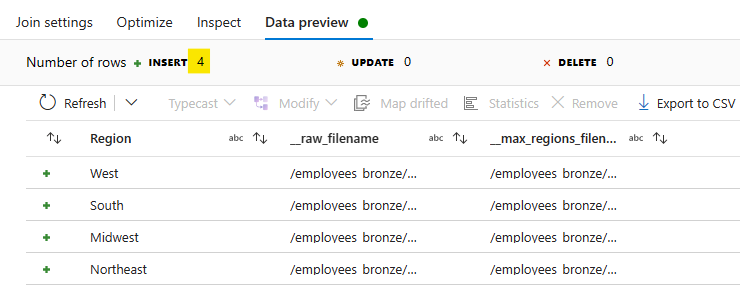 Join settings Optimize Inspect Data preview
Number of rows INSERT 4 UPDATE 0 DELETE 0
Refresh Typecast Modify Map drifted Statistics Remove Export to CSV
Region abc __raw_filename abc __max_regions_filen... abc
West /employees_bronze/... /employees_bronze/...
South /employees_bronze/... /employees_bronze/...
Midwest /employees_bronze/... /employees_bronze/...
Northeast /employees_bronze/... /employees_bronze/...